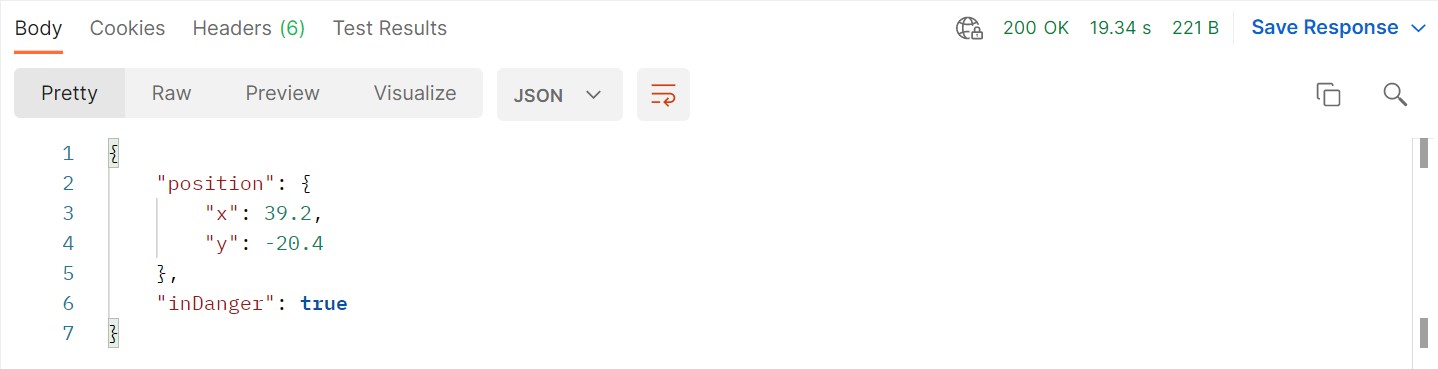 Body Cookies Headers (6) Test Results 200 OK 19.34 s 221 B Save Response
Pretty Raw Preview Visualize JSON
1 {
2 "position": {
3 "x": 39.2,
4 "y": -20.4
5 },
6 "inDanger": true
7 }